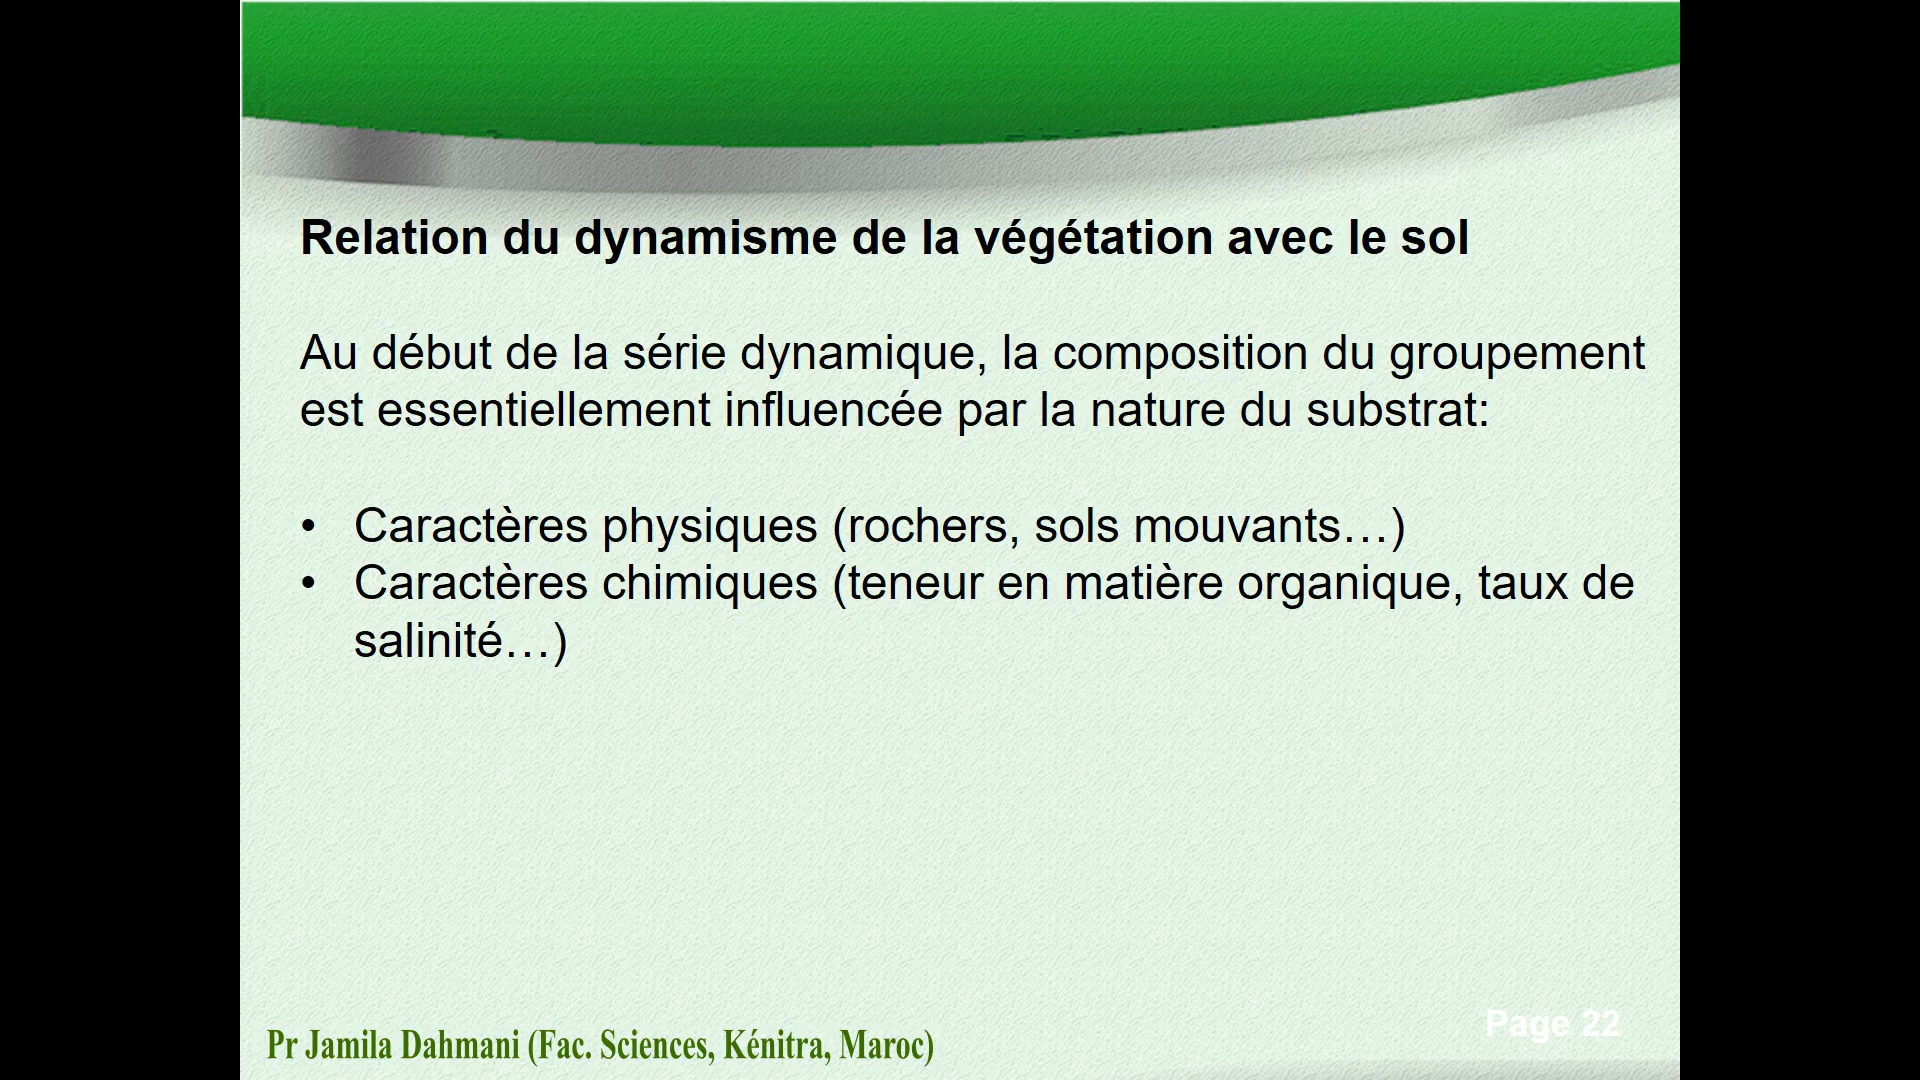 Relation du dynamisme de la végétation avec le sol
Au début de la série dynamique, la composition du groupement
est essentiellement influencée par la nature du substrat:
• Caractères physiques (rochers, sols mouvants…)
• Caractères chimiques (teneur en matière organique, taux de
salinité…)
Page 22
Pr Jamila Dahmani (Fac. Sciences, Kénitra, Maroc)